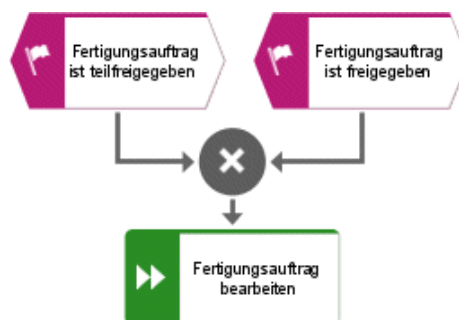 Fertigungsauftrag
ist teilfreigegeben
Fertigungsauftrag
ist freigegeben
Fertigungsauftrag
bearbeiten